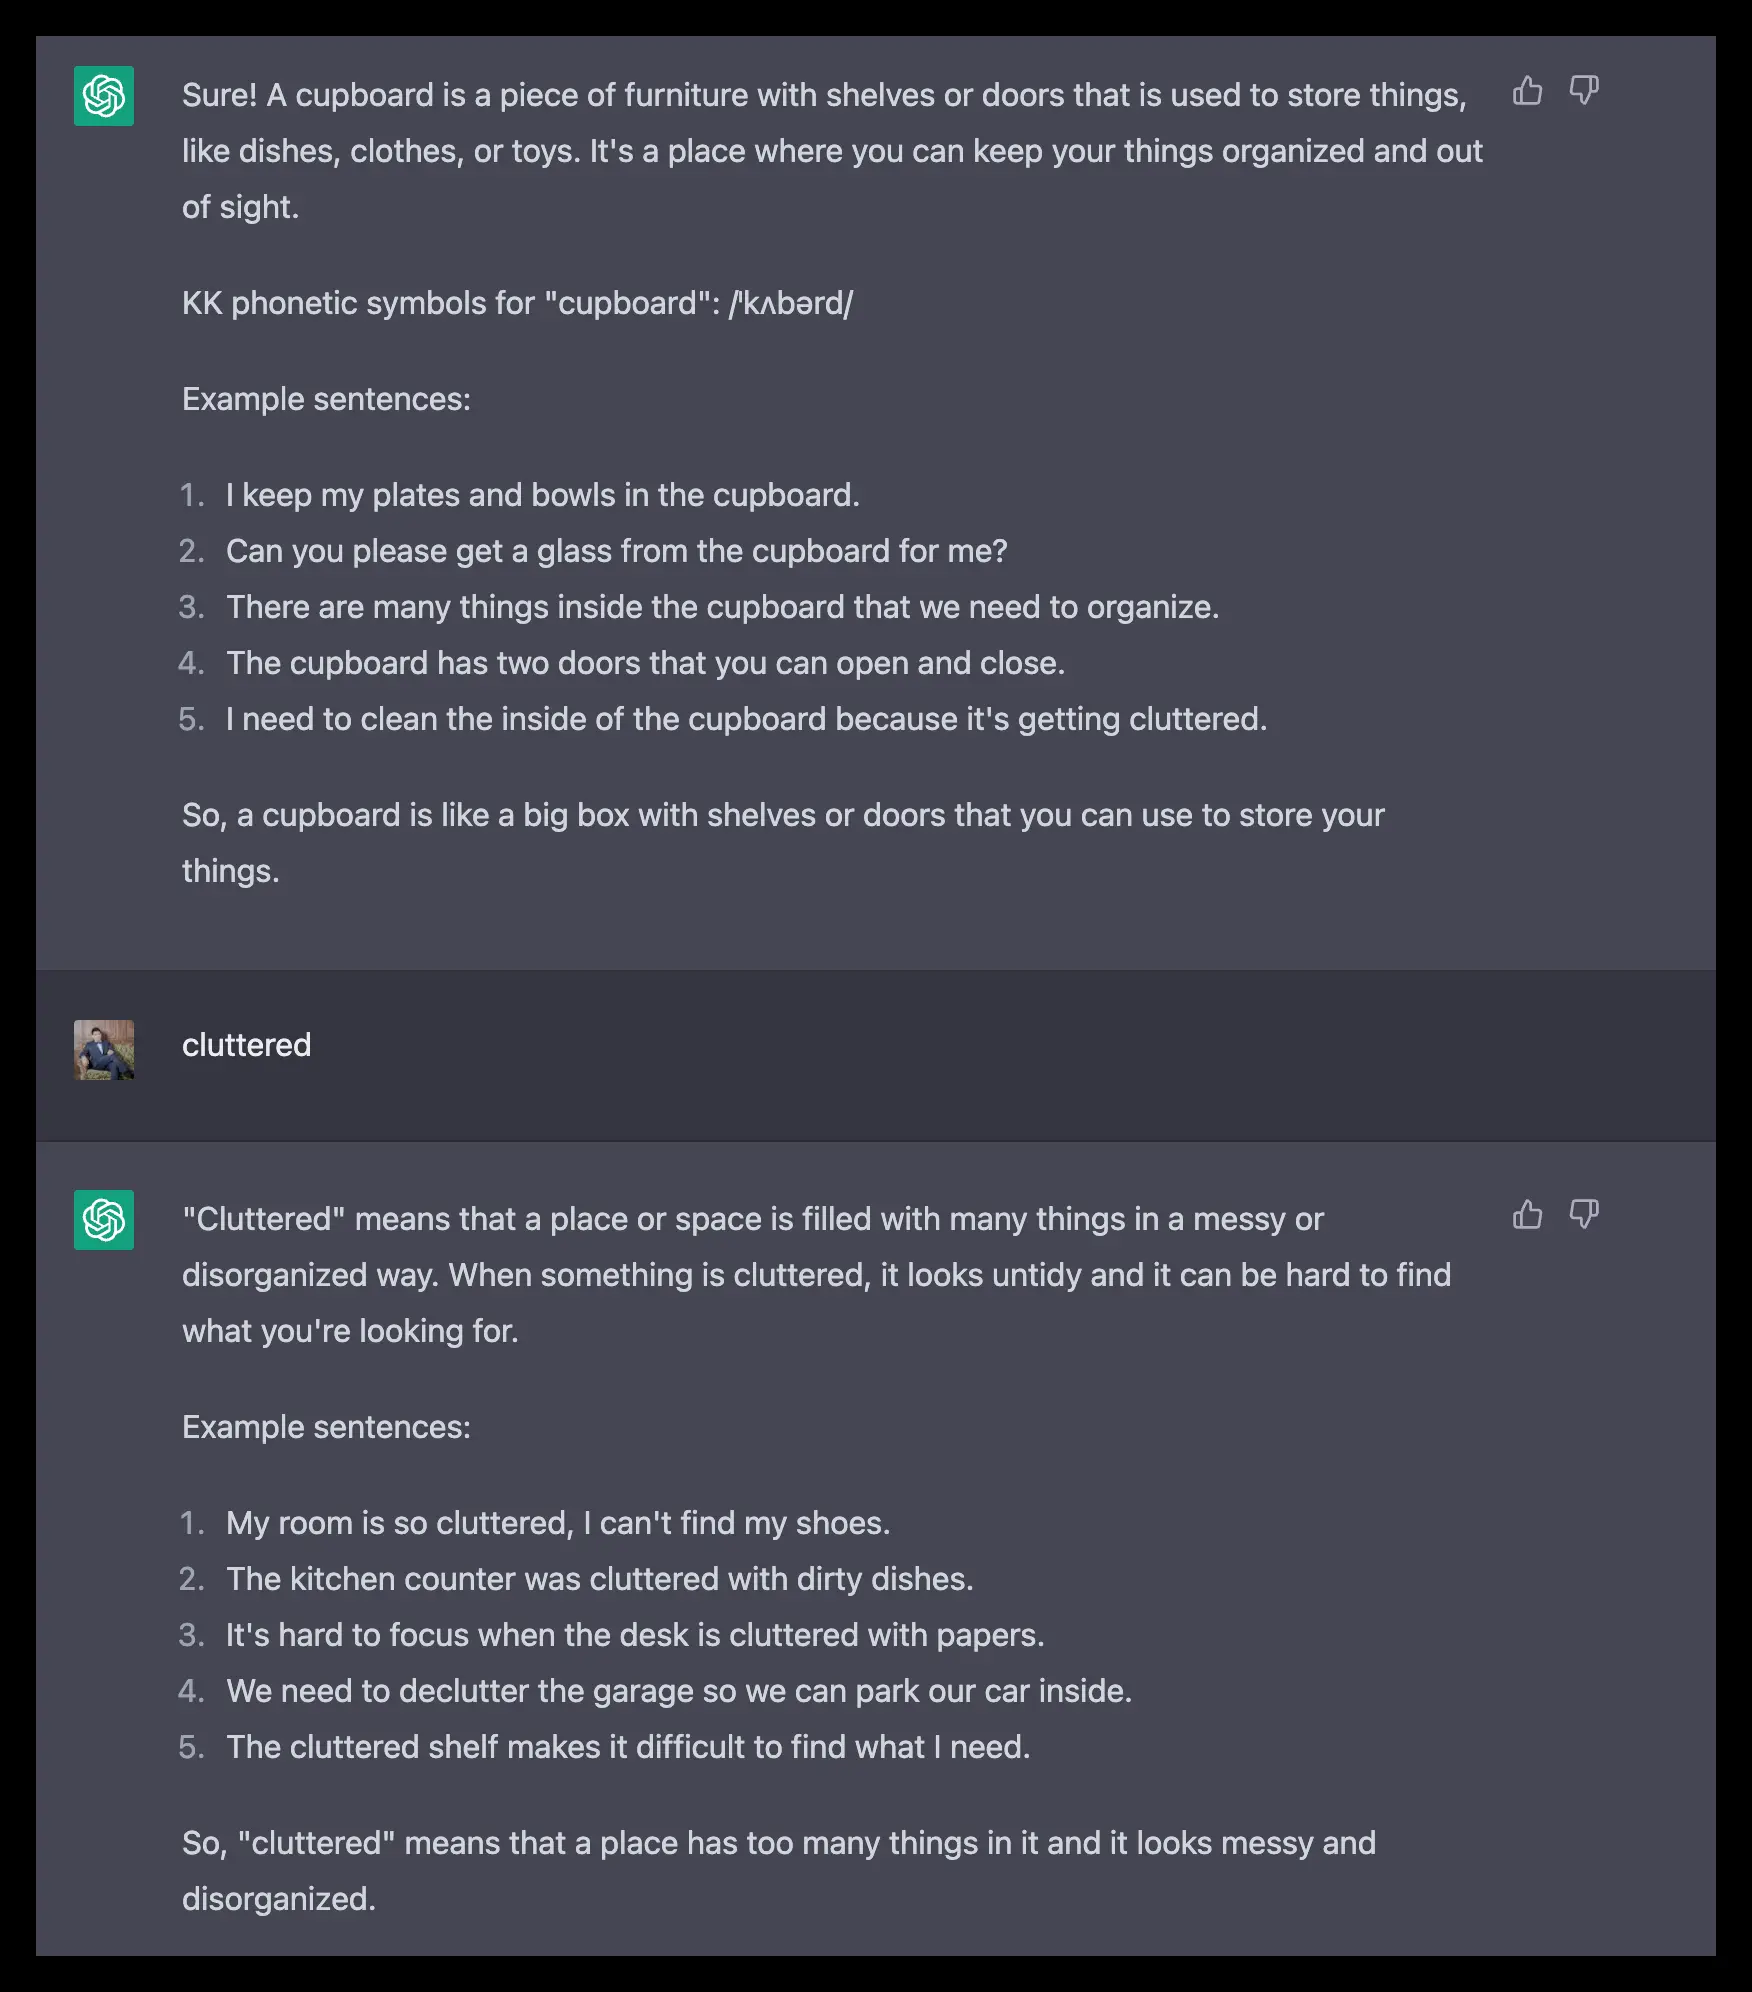 Sure! A cupboard is a piece of furniture with shelves or doors that is used to store things,
like dishes, clothes, or toys. It's a place where you can keep your things organized and out
of sight.
KK phonetic symbols for "cupboard": /ˈkʌbərd/
Example sentences:
1. I keep my plates and bowls in the cupboard.
2. Can you please get a glass from the cupboard for me?
3. There are many things inside the cupboard that we need to organize.
4. The cupboard has two doors that you can open and close.
5. I need to clean the inside of the cupboard because it's getting cluttered.
So, a cupboard is like a big box with shelves or doors that you can use to store your
things.
cluttered
"Cluttered" means that a place or space is filled with many things in a messy or
disorganized way. When something is cluttered, it looks untidy and it can be hard to find
what you're looking for.
Example sentences:
1. My room is so cluttered, I can't find my shoes.
2. The kitchen counter was cluttered with dirty dishes.
3. It's hard to focus when the desk is cluttered with papers.
4. We need to declutter the garage so we can park our car inside.
5. The cluttered shelf makes it difficult to find what I need.
So, "cluttered" means that a place has too many things in it and it looks messy and
disorganized.